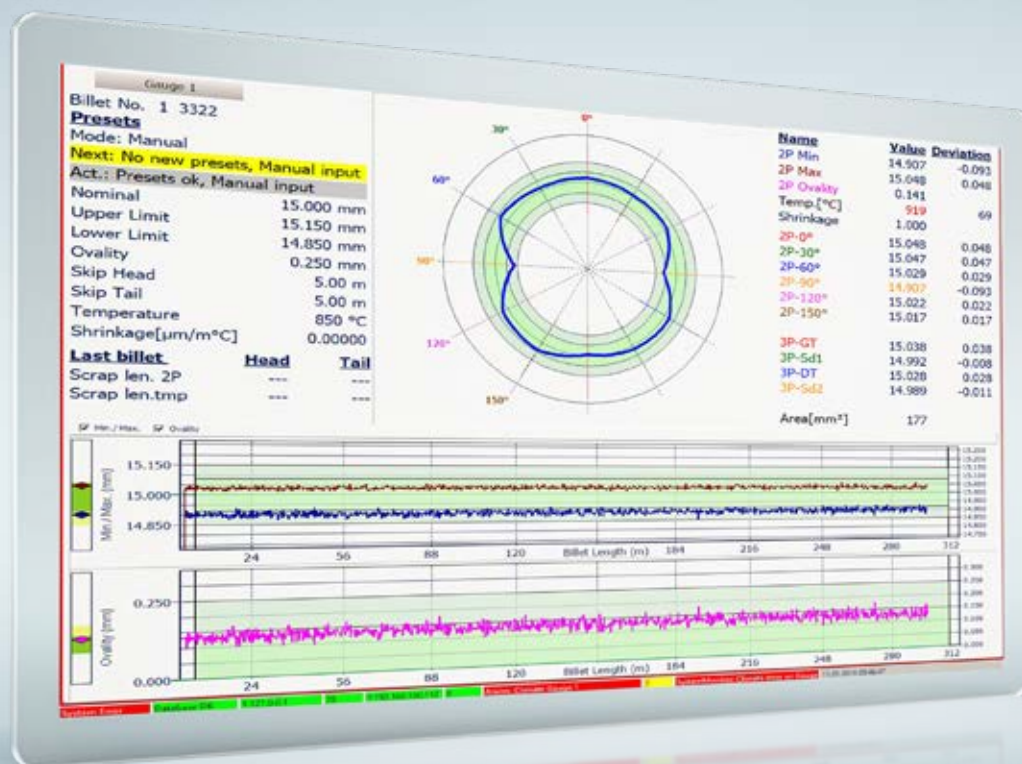 Gauge 1
Billet No. 1 3322
Presets
Mode: Manual
Next: No new presets, Manual input
Act.: Presets ok, Manual input
Nominal 15.000 mm
Upper Limit 15.150 mm
Lower Limit 14.850 mm
Ovality 0.250 mm
Skip Head 5.00 m
Skip Tail 5.00 m
Temperature 850 °C
Shrinkage[µm/m°C] 0.00000
Last billet Head Tail
Scrap len. 2P --- ---
Scrap len.tmp --- ---
0°
30°
60°
90°
120°
150°
Name Value Deviation
2P Min 14.907 -0.093
2P Max 15.048 0.048
2P Ovality 0.141
Temp.[°C] 919 69
Shrinkage 1.000
2P-0° 15.048 0.048
2P-30° 15.047 0.047
2P-60° 15.029 0.029
2P-90° 14.907 -0.093
2P-120° 15.022 0.022
2P-150° 15.017 0.017
3P-GT 15.038 0.038
3P-Sd1 14.992 -0.008
3P-DT 15.028 0.028
3P-Sd2 14.989 -0.011
Area[mm²] 177
Min./Max. Ovality
Min/Max. [mm]
15.150
15.000
14.850
24 56 88 120 Billet Length (m) 184 216 248 280 312
Ovality [mm]
0.250
0.000
24 56 88 120 Billet Length (m) 184 216 248 280 312
System Error Database OK